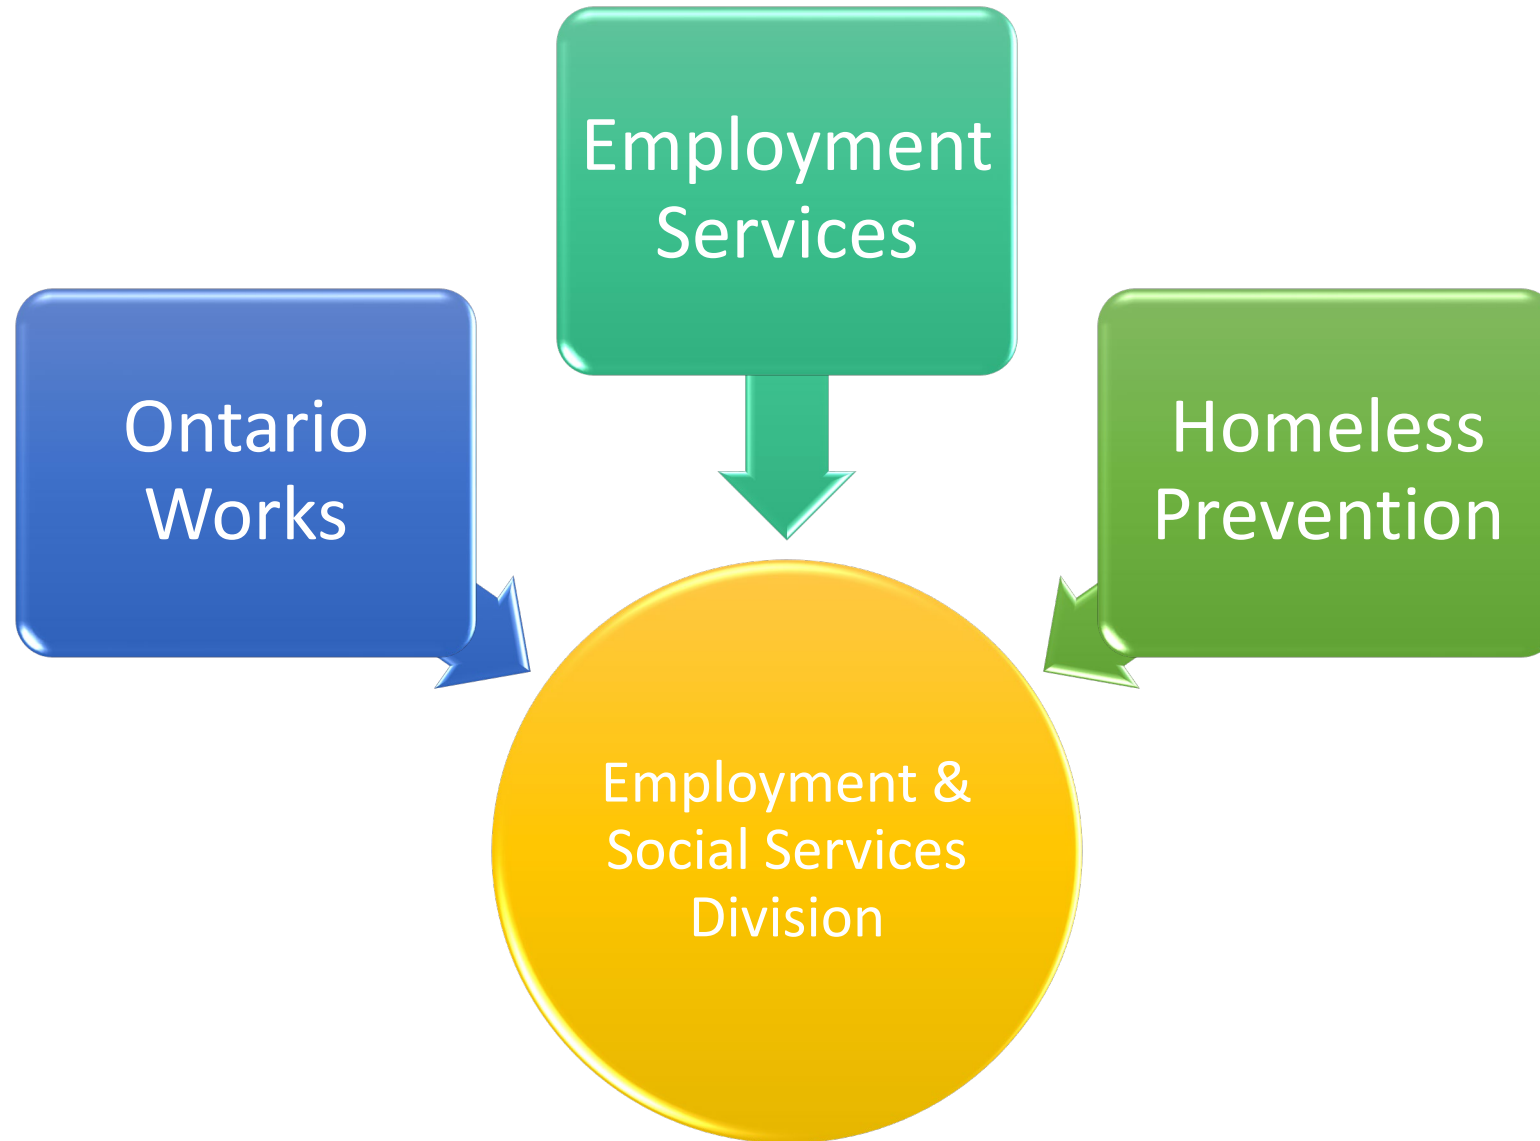 Employment
Services
Ontario
Works
Homeless
Prevention
Employment &
Social Services
Division